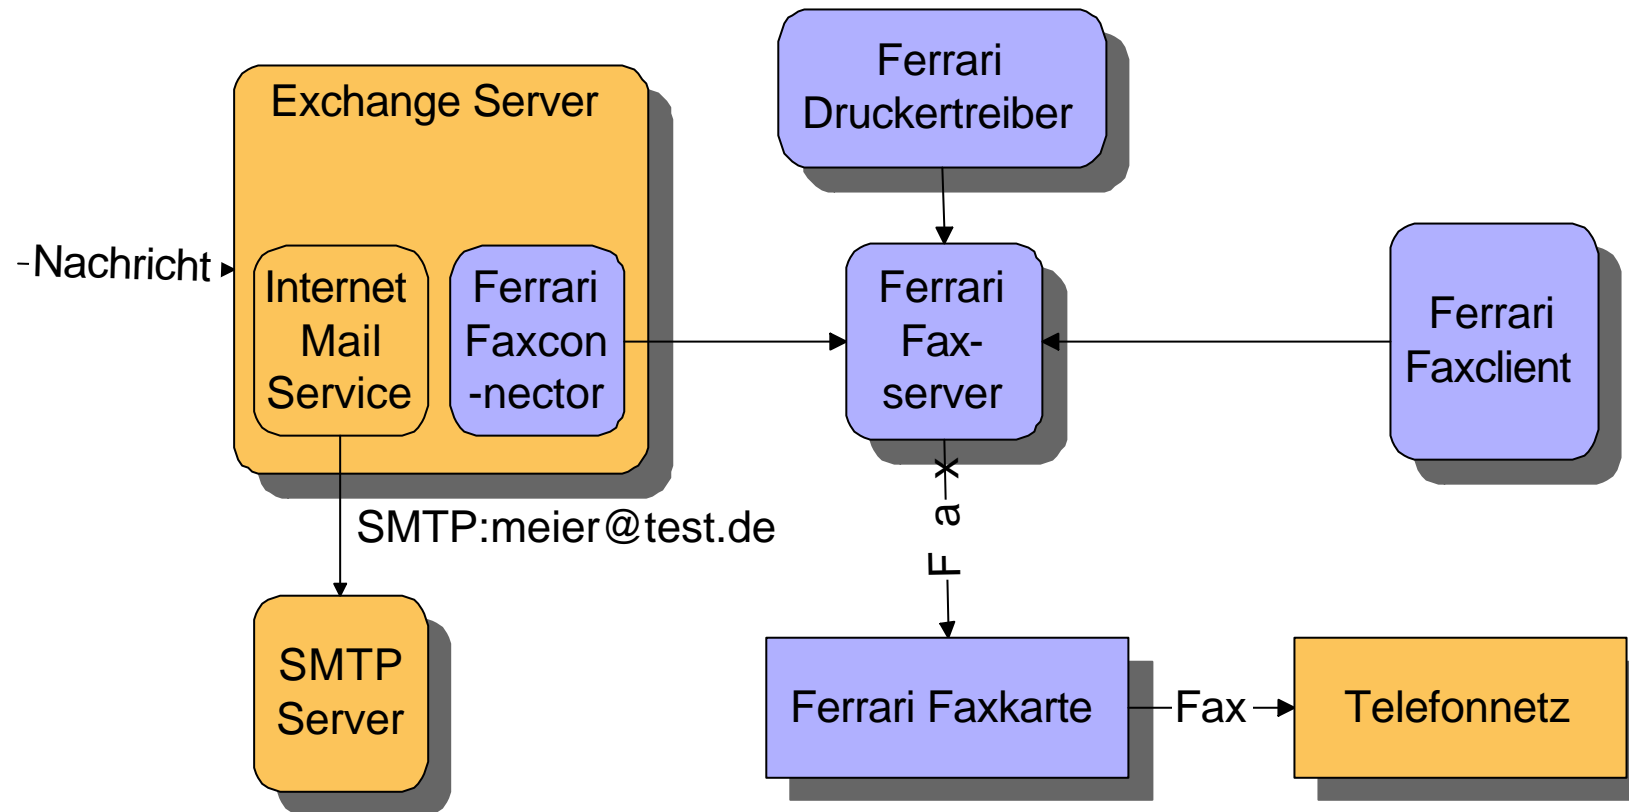 Ferrari
Druckertreiber
Exchange Server
Nachricht
Internet
Mail
Service
Ferrari
Faxcon
-nector
Ferrari
Fax-
server
Ferrari
Faxclient
SMTP:meier@test.de
Fax
SMTP
Server
Ferrari Faxkarte
Fax
Telefonnetz